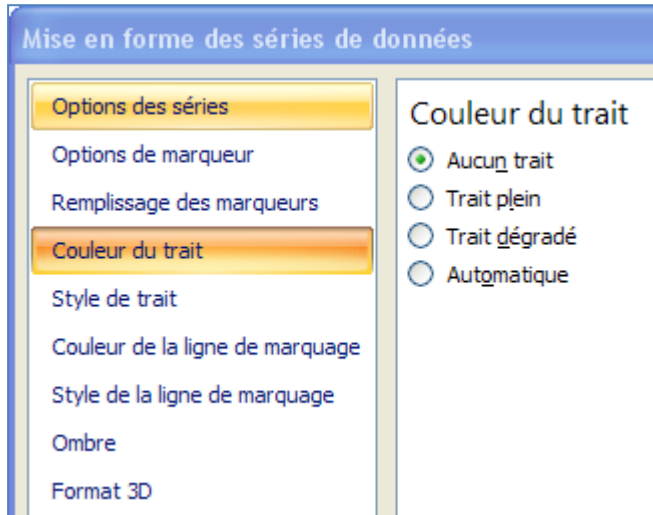 Mise en forme des séries de données
Options des séries
Options de marqueur
Remplissage des marqueurs
Couleur du trait
Style de trait
Couleur de la ligne de marquage
Style de la ligne de marquage
Ombre
Format 3D
Couleur du trait
Aucun trait
Trait plein
Trait dégradé
Automatique